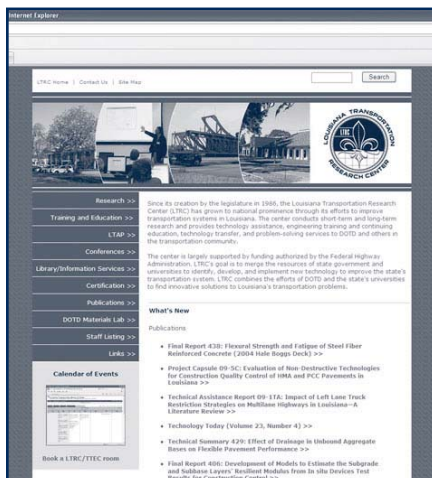 Internet Explorer
LTRC Home | Contact Us | Site Map
Search
LOUISIANA TRANSPORTATION
LTRC
RESEARCH CENTER
Research >>
Training and Education >>
LTAP >>
Conferences >>
Library/Information Services >>
Certification >>
Publications >>
DOTD Materials Lab >>
Staff Listing >>
Links >>
Calendar of Events
Book a LTRC/TTEC room
Since its creation by the legislature in 1986, the Louisiana Transportation Research
Center (LTRC) has grown to national prominence through its efforts to improve
transportation systems in Louisiana. The center conducts short-term and long-term
research and provides technical assistance, engineering training and continuing
education, technology transfer, and problem-solving services to DOTD and others in
the transportation community.
The center is largely supported by funding authorized by the Federal Highway
Administration. LTRC's goal is to merge the resources of state government and
universities to identify, develop, and implement new technology to improve the state's
transportation system. LTRC combines the efforts of DOTD and the state's universities
to find innovative solutions to Louisiana's transportation problems.
What's New
Publications
• Final Report 438: Flexural Strength and Fatigue of Steel Fiber
Reinforced Concrete (2004 Hale Boggs Deck) >>
• Project Capsule 09-5C: Evaluation of Non-Destructive Technologies
for Construction Quality Control of HMA and PCC Pavements in
Louisiana >>
• Technical Assistance Report 09-1TA: Impact of Left Lane Truck
Restriction Strategies on Multilane Highways in Louisiana—A
Literature Review >>
• Technology Today (Volume 23, Number 4) >>
• Technical Summary 429: Effect of Drainage in Unbound Aggregate
Bases on Flexible Pavement Performance >>
• Final Report 406: Development of Models to Estimate the Subgrade
and Subbase Layers' Resilient Modulus from In situ Devices Test
Results for Construction Control >>